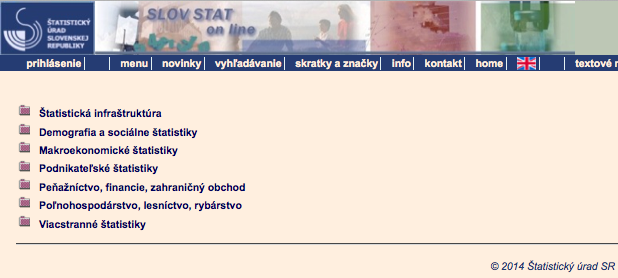 ŠTATISTICKÝ
ÚRAD
SLOVENSKEJ
REPUBLIKY
SLOV STAT
on line
prihlásenie menu novinky vyhľadávanie skratky a značky info kontakt home textové
Štatistická infraštruktúra
Demografia a sociálne štatistiky
Makroekonomické štatistiky
Podnikateľské štatistiky
Peňažníctvo, financie, zahraničný obchod
Poľnohospodárstvo, lesníctvo, rybárstvo
Viacstranné štatistiky
© 2014 Štatistický úrad SR